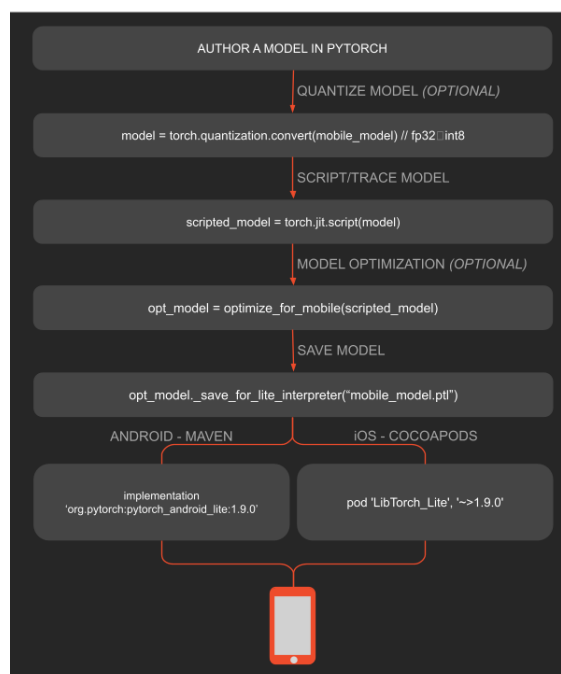 AUTHOR A MODEL IN PYTORCH
QUANTIZE MODEL (OPTIONAL)
model = torch.quantization.convert(mobile_model) // fp32□int8
SCRIPT/TRACE MODEL
scripted_model = torch.jit.script(model)
MODEL OPTIMIZATION (OPTIONAL)
opt_model = optimize_for_mobile(scripted_model)
SAVE MODEL
opt_model._save_for_lite_interpreter(“mobile_model.ptl”)
ANDROID - MAVEN
iOS - COCOAPODS
implementation
‘org.pytorch:pytorch_android_lite:1.9.0’
pod 'LibTorch_Lite', '~>1.9.0'